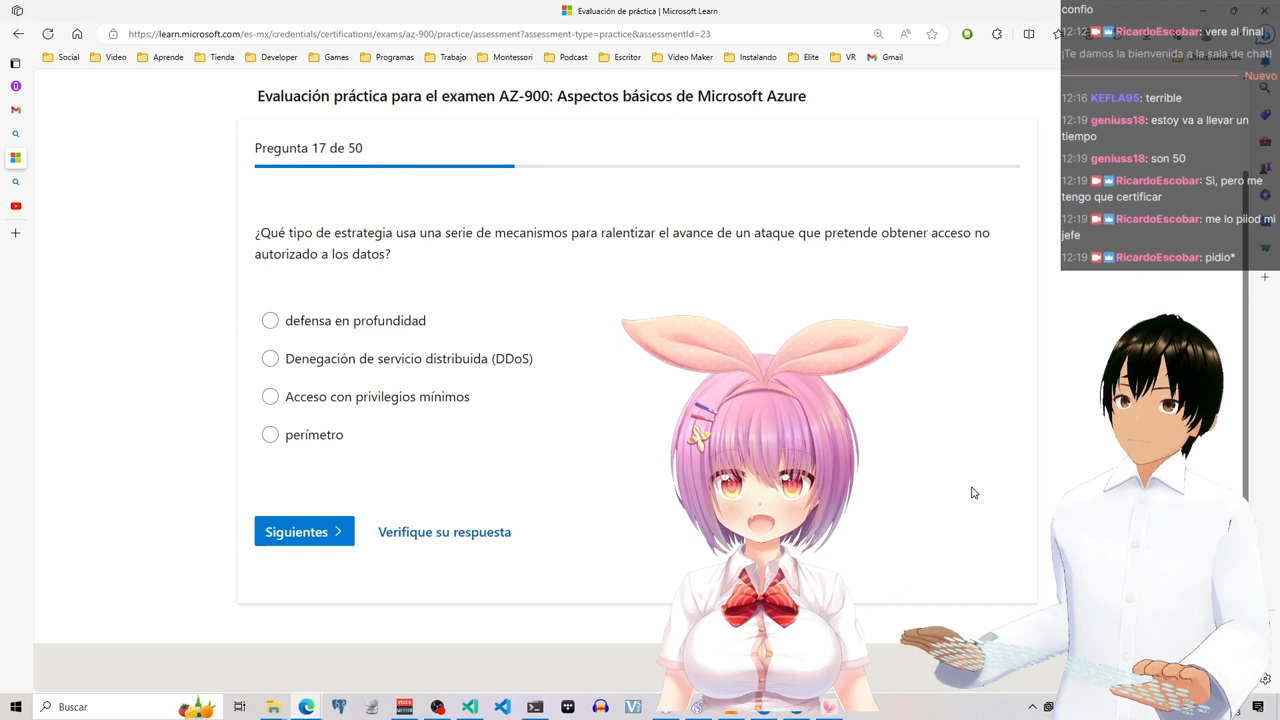 Evaluación de práctica | Microsoft Learn
https://learn.microsoft.com/es-mx/credentials/certifications/exams/az-900/practice/assessment?assessment-type=practice&assessmentId=23
Social
Video
Aprende
Tienda
Developer
Games
Programas
Trabajo
Montessori
Podcast
Escritor
Video Maker
Instalando
Elite
VR
Gmail
Evaluación práctica para el examen AZ-900: Aspectos básicos de Microsoft Azure
Pregunta 17 de 50
¿Qué tipo de estrategia usa una serie de mecanismos para ralentizar el avance de un ataque que pretende obtener acceso no
autorizado a los datos?
defensa en profundidad
Denegación de servicio distribuida (DDoS)
Acceso con privilegios mínimos
perímetro
Siguientes
Verifique su respuesta
confio
RicardoEscobar: vere al final
¡Te damos la bienvenida a la sala de chat!
Nuevo
12:16 KEFLA95: terrible
12:19 geniuss18: estoy va a llevar un
tiempo
12:19 geniuss18: son 50
12:19 RicardoEscobar: Si, pero me
tengo que certificar
12:19 RicardoEscobar: me lo piiod mi
jefe
12:19 RicardoEscobar: pidio*
Buscar